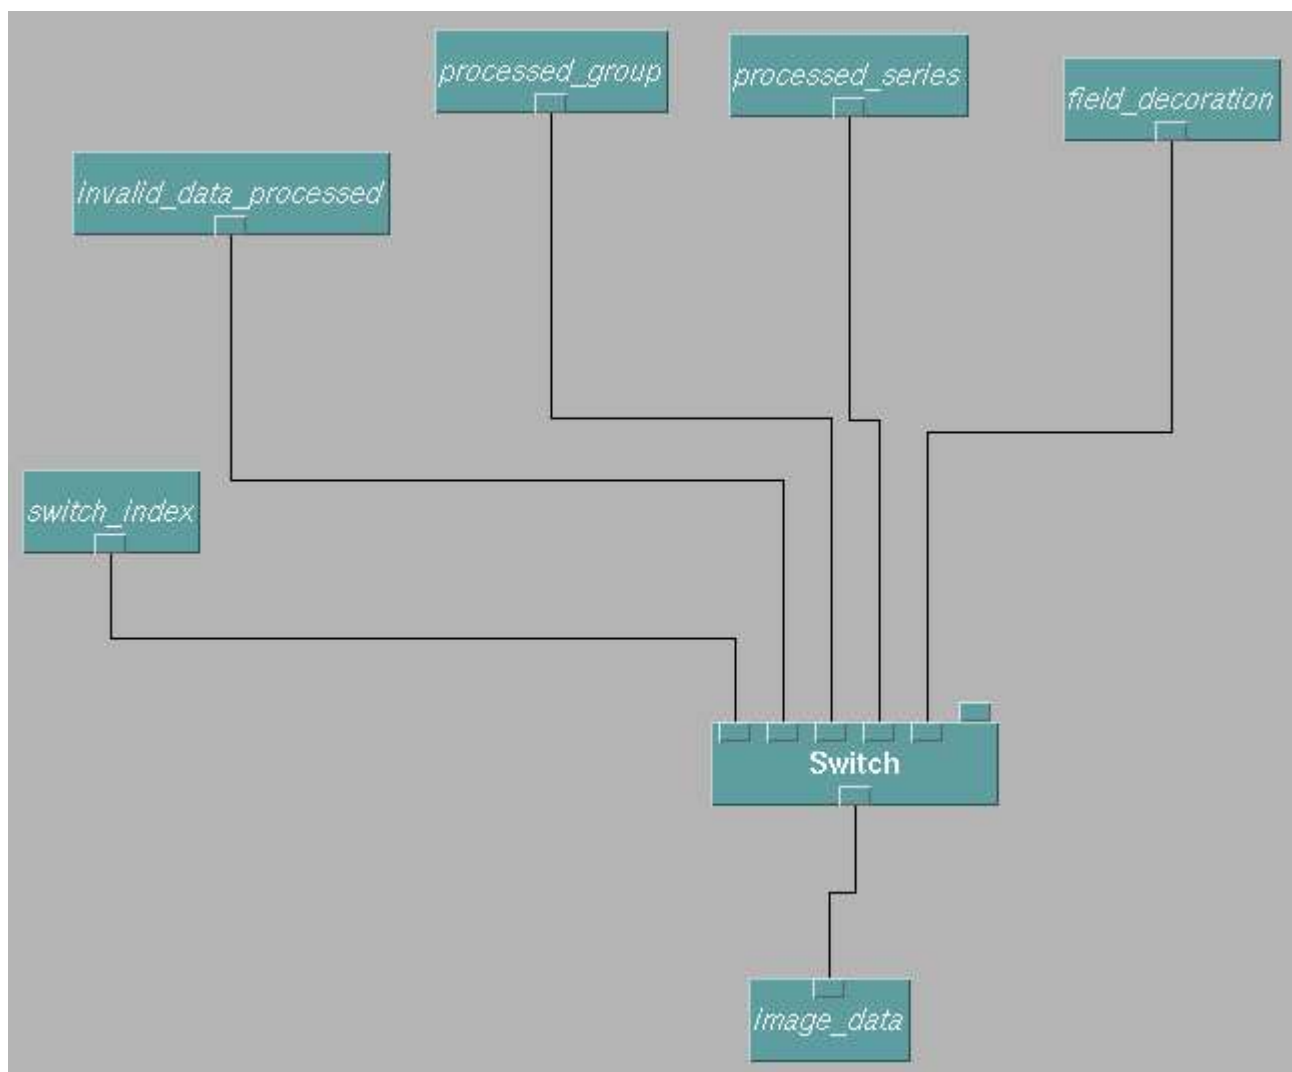 processed_group
processed_series
field_decoration
invalid_data_processed
switch_index
Switch
image_data